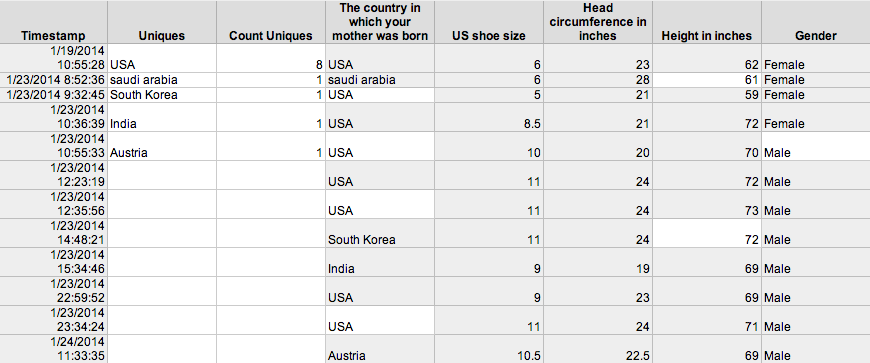 Timestamp Uniques Count Uniques The country in which your mother was born US shoe size Head circumference in inches Height in inches Gender
1/19/2014 10:55:28 USA 8 USA 6 23 62 Female
1/23/2014 8:52:36 saudi arabia 1 saudi arabia 6 28 61 Female
1/23/2014 9:32:45 South Korea 1 USA 5 21 59 Female
1/23/2014 10:36:39 India 1 USA 8.5 21 72 Female
1/23/2014 10:55:33 Austria 1 USA 10 20 70 Male
1/23/2014 12:23:19 USA 11 24 72 Male
1/23/2014 12:35:56 USA 11 24 73 Male
1/23/2014 14:48:21 South Korea 11 24 72 Male
1/23/2014 15:34:46 India 9 19 69 Male
1/23/2014 22:59:52 USA 9 23 69 Male
1/23/2014 23:34:24 USA 11 24 71 Male
1/24/2014 11:33:35 Austria 10.5 22.5 69 Male